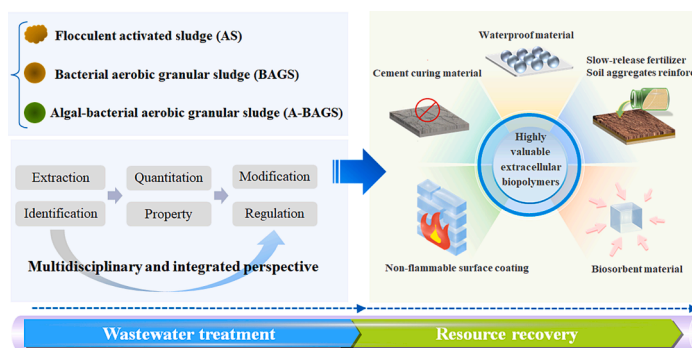 Flocculent activated sludge (AS)
Bacterial aerobic granular sludge (BAGS)
Algal-bacterial aerobic granular sludge (A-BAGS)
Extraction
Quantitation
Modification
Identification
Property
Regulation
Multidisciplinary and integrated perspective
Waterproof material
Cement curing material
Slow-release fertilizer
Soil aggregates reinfor
Highly
valuable
extracellular
biopolymers
Non-flammable surface coating
Biosorbent material
Wastewater treatment
Resource recovery